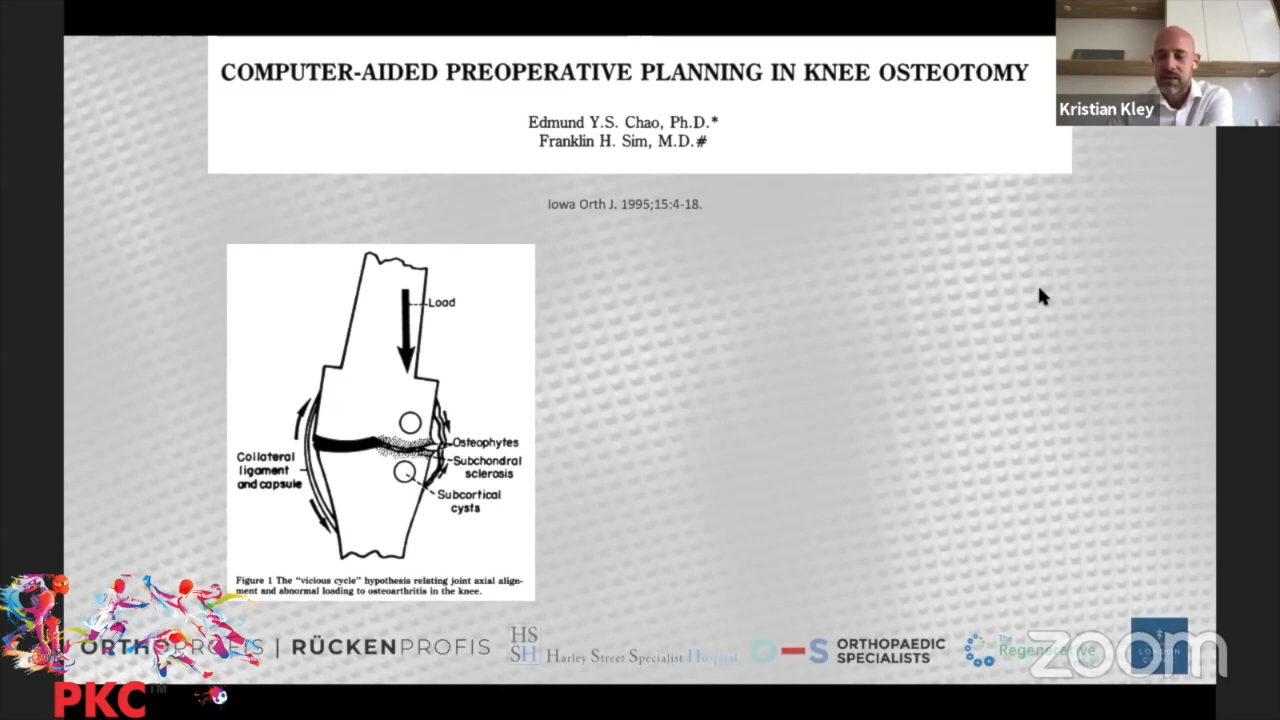 COMPUTER-AIDED PREOPERATIVE PLANNING IN KNEE OSTEOTOMY
Edmund Y.S. Chao, Ph.D.*
Franklin H. Sim, M.D.#
Kristian Kley
Iowa Orth J. 1995;15:4-18.
Load
Osteophytes
Collateral
ligament
and capsule
Subchondral
sclerosis
Subcortical
cysts
Figure 1 The "vicious cycle" hypothesis relating joint axial align-
ment and abnormal loading to osteoarthritis in the knee.
ORTHOPROFIS | RÜCKENPROFIS
HS
SH Harley Street Specialist Hospital
O-S ORTHOPAEDIC
SPECIALISTS
The
Regenerative
LONDON
CLINIC
zoom
PKC™